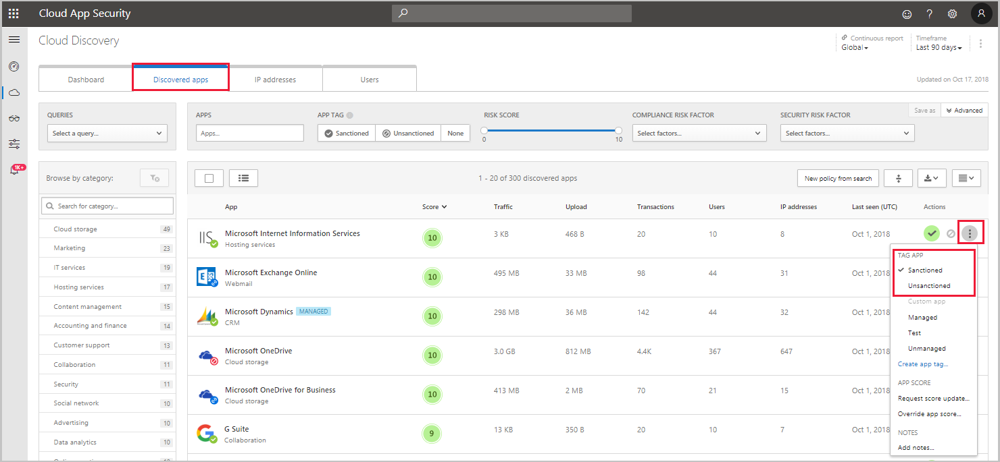 Cloud App Security
Cloud Discovery
Continuous report
Global
Timeframe
Last 90 days
Dashboard
Discovered apps
IP addresses
Users
Updated on Oct 17, 2018
1K+
QUERIES
Select a query...
APPS
Apps...
APP TAG
Sanctioned
Unsanctioned
None
RISK SCORE
0
10
COMPLIANCE RISK FACTOR
Select factors...
SECURITY RISK FACTOR
Select factors...
Save as
Advanced
Browse by category:
Search for category...
Cloud storage 49
Marketing 23
IT services 19
Hosting services 17
Content management 15
Accounting and finance 14
Customer support 13
Collaboration 11
Security 11
Social network 10
Advertising 10
Data analytics 10
1 - 20 of 300 discovered apps
New policy from search
App Score Traffic Upload Transactions Users IP addresses Last seen (UTC) Actions
IIS
Microsoft Internet Information Services 10 3 KB 468 B 20 10 8 Oct 1, 2018
Hosting services
Microsoft Exchange Online 10 495 MB 33 MB 98 44 31 Oct 1, 2018
Webmail
Microsoft Dynamics MANAGED 10 298 MB 36 MB 142 44 32 Oct 1, 2018
CRM
Microsoft OneDrive 10 3.0 GB 812 MB 4.4K 367 647 Oct 1, 2018
Cloud storage
Microsoft OneDrive for Business 10 413 MB 2 MB 70 21 15 Oct 1, 2018
Cloud storage
G Suite 9 13 KB 350 B 20 10 7 Oct 1, 2018
Collaboration
TAG APP
Sanctioned
Unsanctioned
Custom app
Managed
Test
Unmanaged
Create app tag...
APP SCORE
Request score update...
Override app score...
NOTES
Add notes...